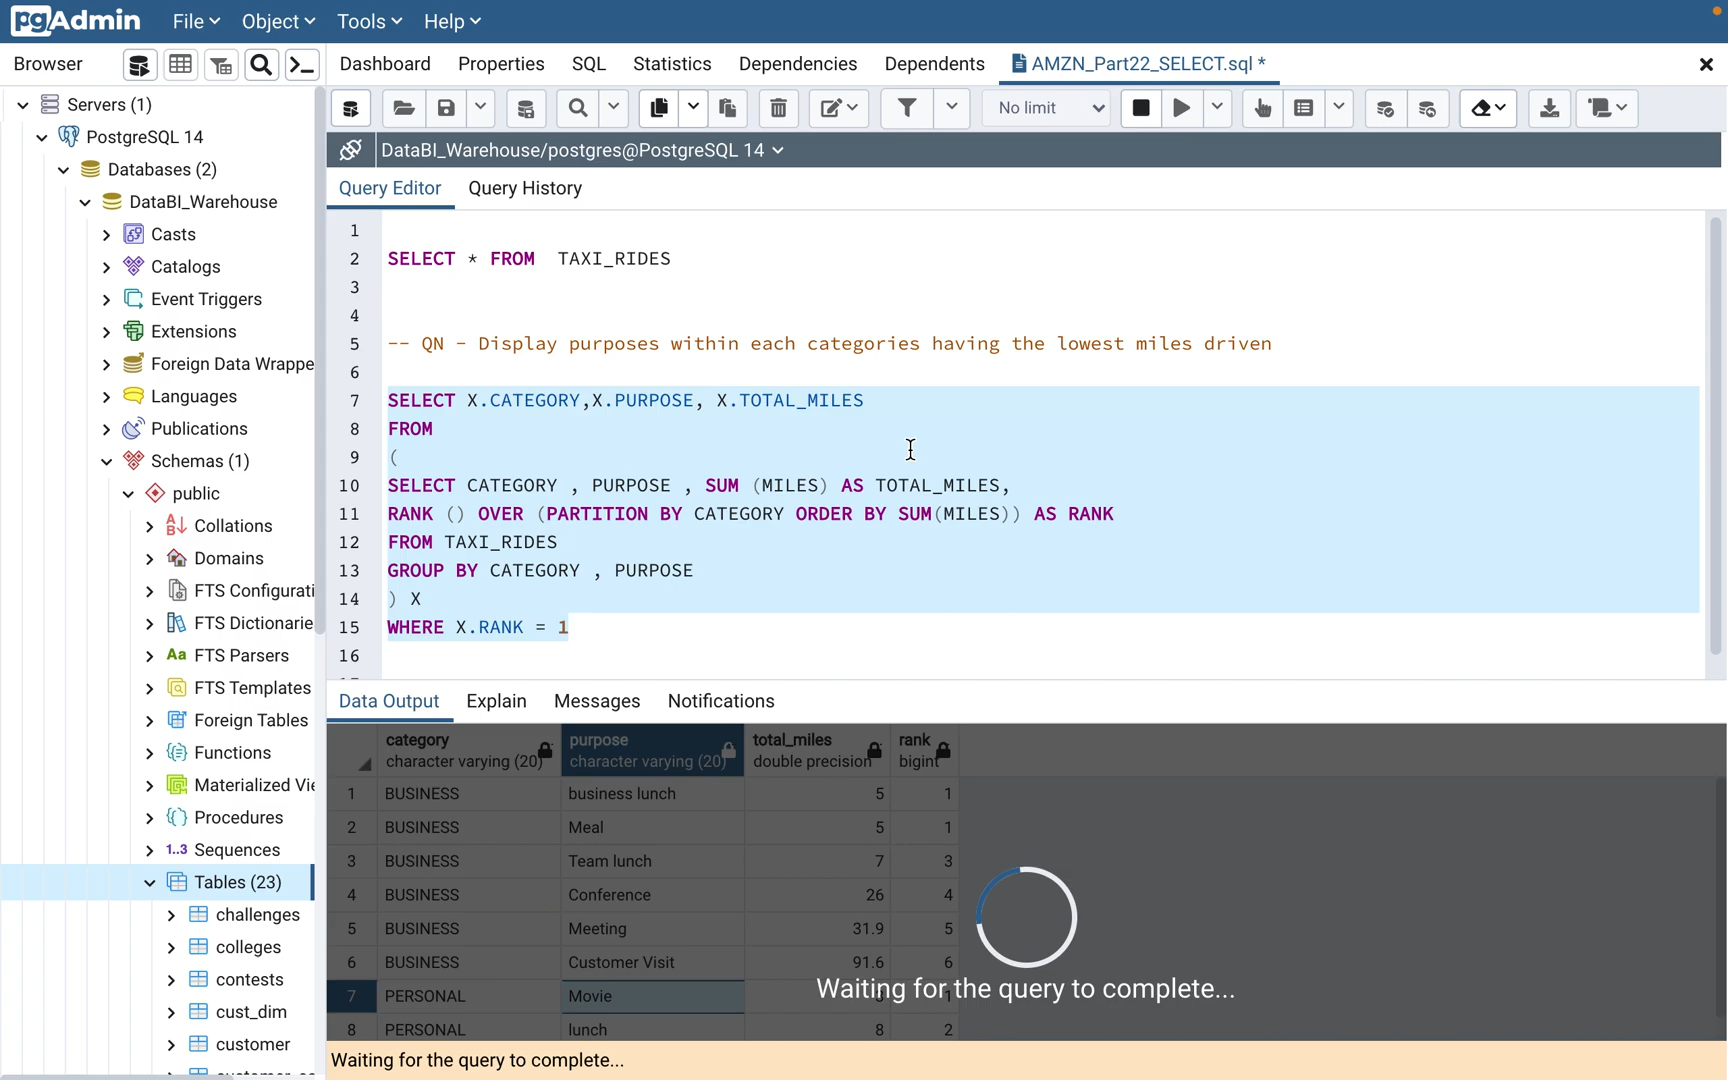 pgAdmin File Object Tools Help
Browser
Dashboard Properties SQL Statistics Dependencies Dependents AMZN_Part22_SELECT.sql *
No limit
DataBI_Warehouse/postgres@PostgreSQL 14
Query Editor Query History
Servers (1)
PostgreSQL 14
Databases (2)
DataBI_Warehouse
Casts
Catalogs
Event Triggers
Extensions
Foreign Data Wrappe
Languages
Publications
Schemas (1)
public
Collations
Domains
FTS Configurati
FTS Dictionarie
Aa FTS Parsers
FTS Templates
Foreign Tables
Functions
Materialized Vie
Procedures
1..3 Sequences
Tables (23)
challenges
colleges
contests
cust_dim
customer
1
2 SELECT * FROM TAXI_RIDES
3
4
5 -- QN - Display purposes within each categories having the lowest miles driven
6
7 SELECT X.CATEGORY,X.PURPOSE, X.TOTAL_MILES
8 FROM
9 (
10 SELECT CATEGORY , PURPOSE , SUM (MILES) AS TOTAL_MILES,
11 RANK () OVER (PARTITION BY CATEGORY ORDER BY SUM(MILES)) AS RANK
12 FROM TAXI_RIDES
13 GROUP BY CATEGORY , PURPOSE
14 ) X
15 WHERE X.RANK = 1
16
Data Output Explain Messages Notifications
category purpose total_miles rank
character varying (20) character varying (20) double precision bigint
1 BUSINESS business lunch 5 1
2 BUSINESS Meal 5 1
3 BUSINESS Team lunch 7 3
4 BUSINESS Conference 26 4
5 BUSINESS Meeting 31.9 5
6 BUSINESS Customer Visit 91.6 6
7 PERSONAL Movie 1
8 PERSONAL lunch 8 2
Waiting for the query to complete...
Waiting for the query to complete...